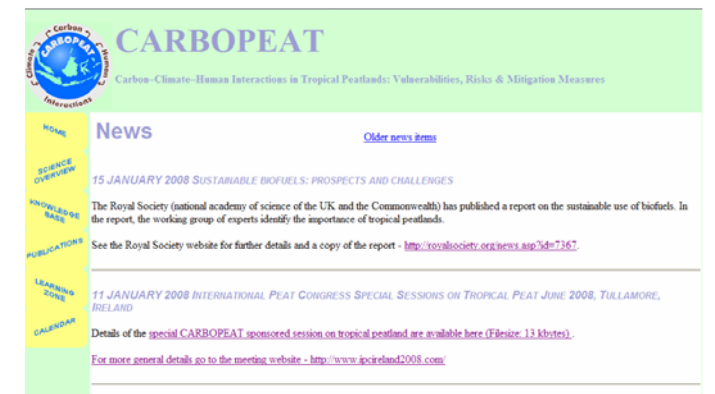 Carbon
CARBOPEAT
Climate
Human
Interactions
CARBOPEAT
Carbon-Climate-Human Interactions in Tropical Peatlands: Vulnerabilities, Risks & Mitigation Measures
HOME
SCIENCE
OVERVIEW
KNOWLEDGE
BASE
PUBLICATIONS
LEARNING
ZONE
CALENDAR
News
Older news items
15 JANUARY 2008 SUSTAINABLE BIOFUELS: PROSPECTS AND CHALLENGES
The Royal Society (national academy of science of the UK and the Commonwealth) has published a report on the sustainable use of biofuels. In
the report, the working group of experts identify the importance of tropical peatlands.
See the Royal Society website for further details and a copy of the report - http://royalsociety.org/news.asp?id=7367.
11 JANUARY 2008 INTERNATIONAL PEAT CONGRESS SPECIAL SESSIONS ON TROPICAL PEAT JUNE 2008, TULLAMORE,
IRELAND
Details of the special CARBOPEAT sponsored session on tropical peatland are available here (Filesize: 13 kbytes) .
For more general details go to the meeting website - http://www.ipcireland2008.com/